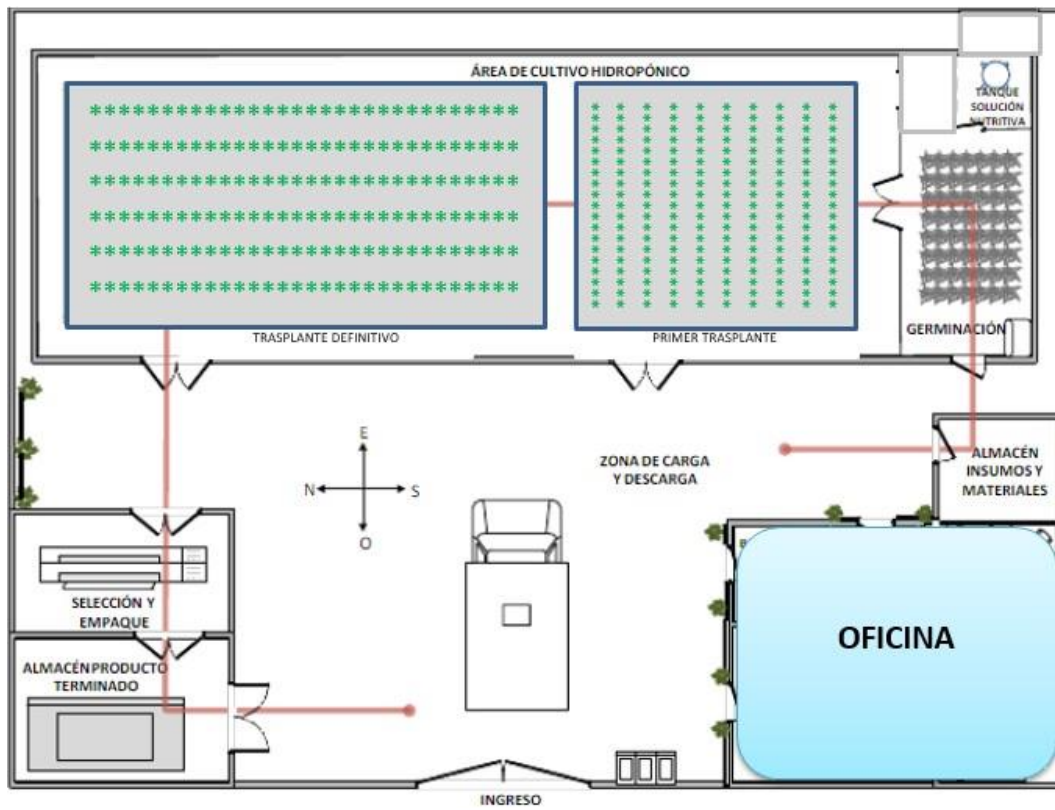 ÁREA DE CULTIVO HIDROPÓNICO
TANQUE
SOLUCIÓN
NUTRITIVA
TRASPLANTE DEFINITIVO
PRIMER TRASPLANTE
GERMINACIÓN
E
N
S
O
ZONA DE CARGA
Y DESCARGA
ALMACÉN
INSUMOS Y
MATERIALES
SELECCIÓN Y
EMPAQUE
OFICINA
ALMACÉN PRODUCTO
TERMINADO
INGRESO